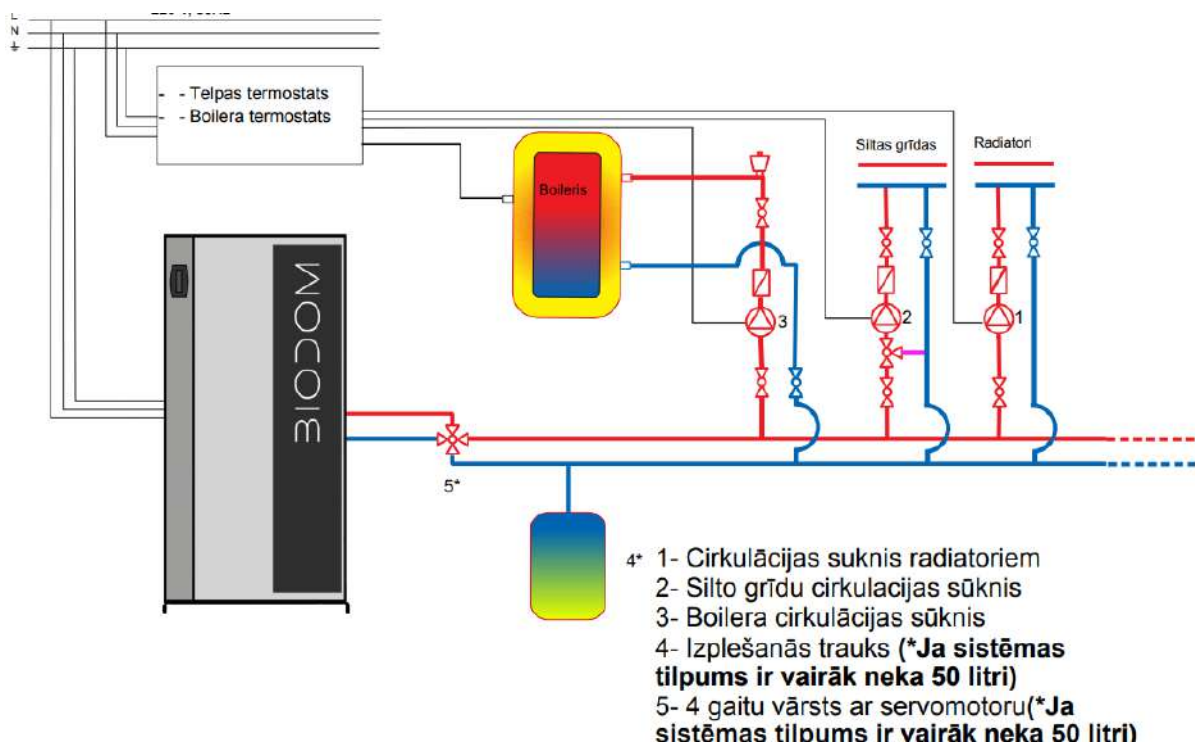 L
N
- - Telpas termostats
- - Boilera termostats
Boileris
Siltas grīdas
Radiatori
3
2
1
BIODOM
5*
4*
1- Cirkulācijas suknis radiatoriem
2- Silto grīdu cirkulacijas sūknis
3- Boilera cirkulācijas sūknis
4- Izplešanās trauks (*Ja sistēmas
tilpums ir vairāk neka 50 litri)
5- 4 gaitu vārsts ar servomotoru(*Ja
sistēmas tilpums ir vairāk neka 50 litri)